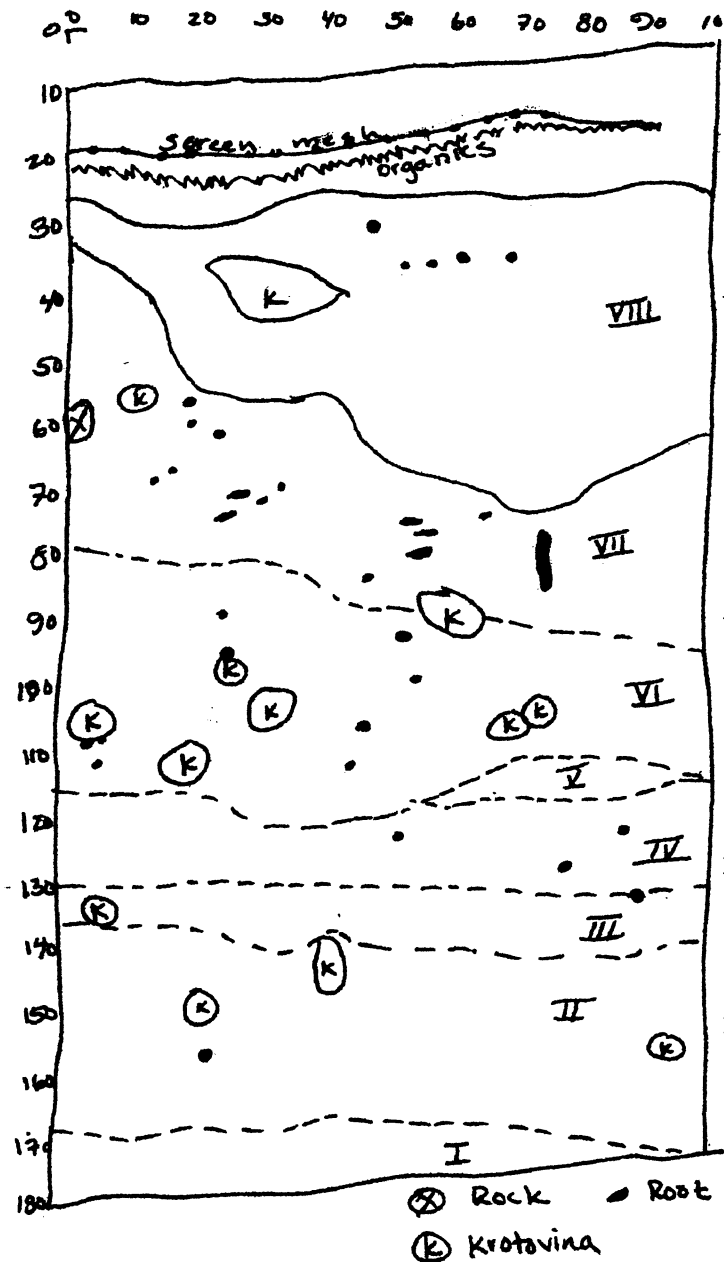 0 10 20 30 40 50 60 70 80 90 10
0
10
screen mesh
20
organics
30
K
40
VIII
50
K
60 X
70
VII
80
K
90
K
100
VI
K K K K
110 K
V
120
IV
130
K
III
140
K
K
150
II
K
160
170
I
180
X Rock Root
K Krotovina